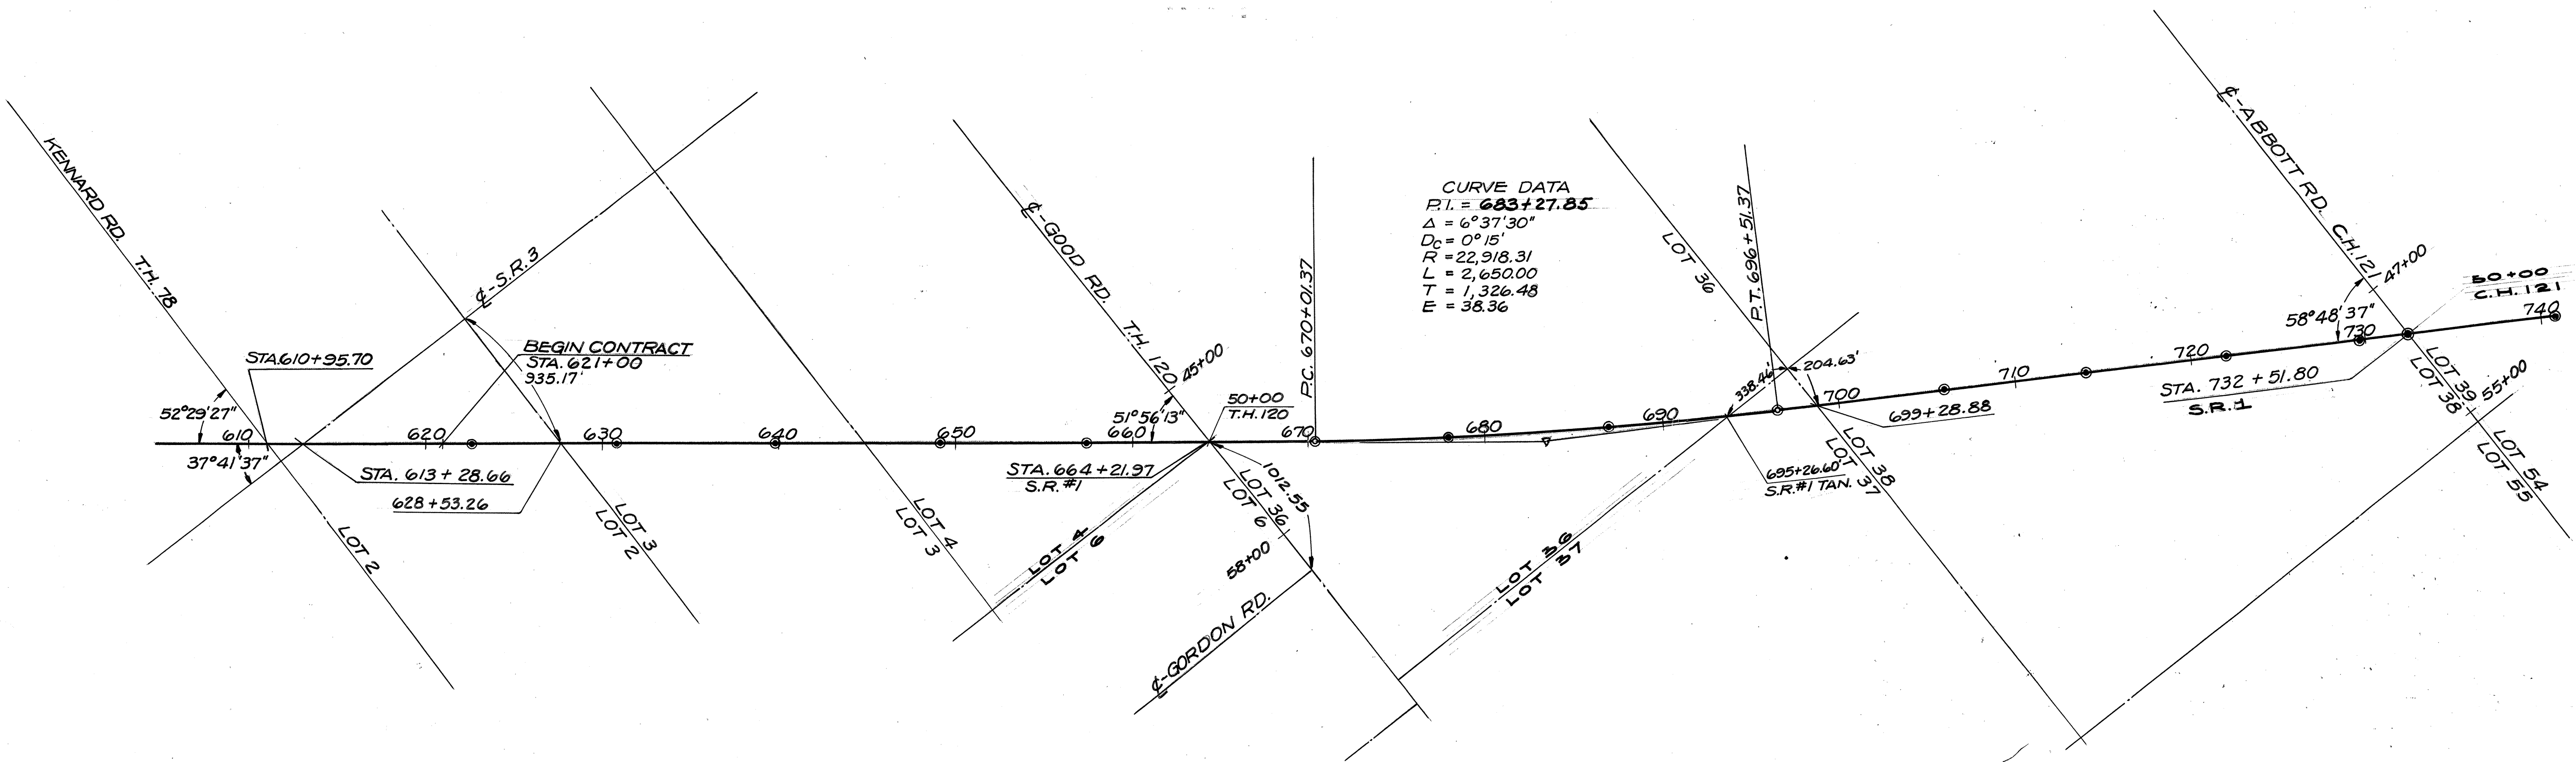 KENNARD RD. T.H. 78
STA.610+95.70
52°29'27"
610
37°41'37"
STA. 613+28.66
628+53.26
LOT 2
℄-S.R.3
BEGIN CONTRACT
STA. 621+00
935.17'
620
630
LOT 3
LOT 2
640
650
LOT 4
LOT 3
℄-GOOD RD. T.H. 120
45+00
51°56'13"
660
50+00
T.H.120
STA. 664+21.97
S.R. #1
LOT 4
LOT 6
LOT 36
LOT 6
1012.55
58+00
℄-GORDON RD.
P.C. 670+01.37
670
CURVE DATA
P.I. = 683+27.85
Δ = 6°37'30"
Dc = 0°15'
R = 22,918.31
L = 2,650.00
T = 1,326.48
E = 38.36
680
690
LOT 36
LOT 37
LOT 36
P.T. 696+51.37
338.46'
204.63'
700
699+28.88
695+26.60'
S.R.#1 TAN.
LOT 38
LOT 37
710
720
℄-ABBOTT RD. C.H.121
47+00
58°48'37"
730
50+00
C.H.121
740
STA. 732+51.80
S.R.1
LOT 39
LOT 38
55+00
LOT 54
LOT 55